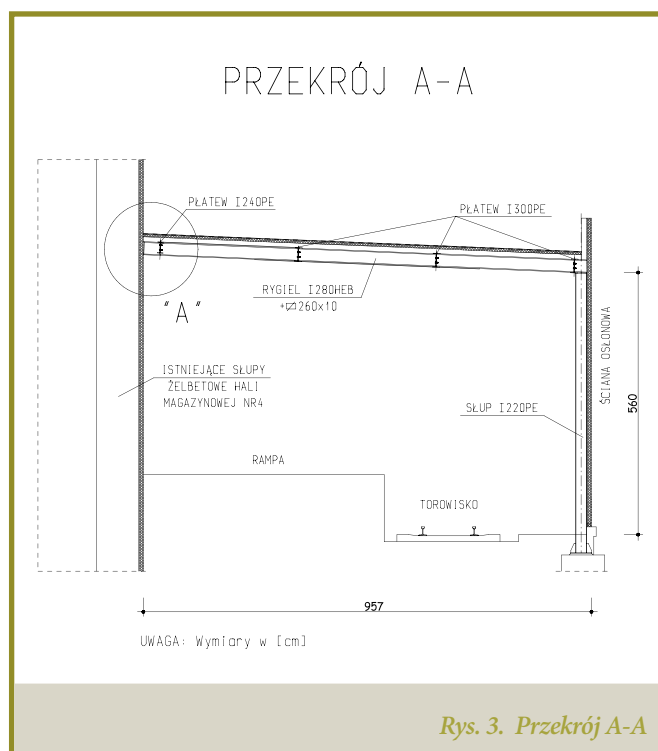 PRZEKRÓJ A-A
PŁATEW I240PE
PŁATEW I300PE
RYGIEL I280HEB
+▱260x10
"A"
ISTNIEJĄCE SŁUPY
ŻELBETOWE HALI
MAGAZYNOWEJ NR4
ŚCIANA OSŁONOWA
560
SŁUP I220PE
RAMPA
TOROWISKO
957
UWAGA: Wymiary w [cm]
Rys. 3. Przekrój A-A